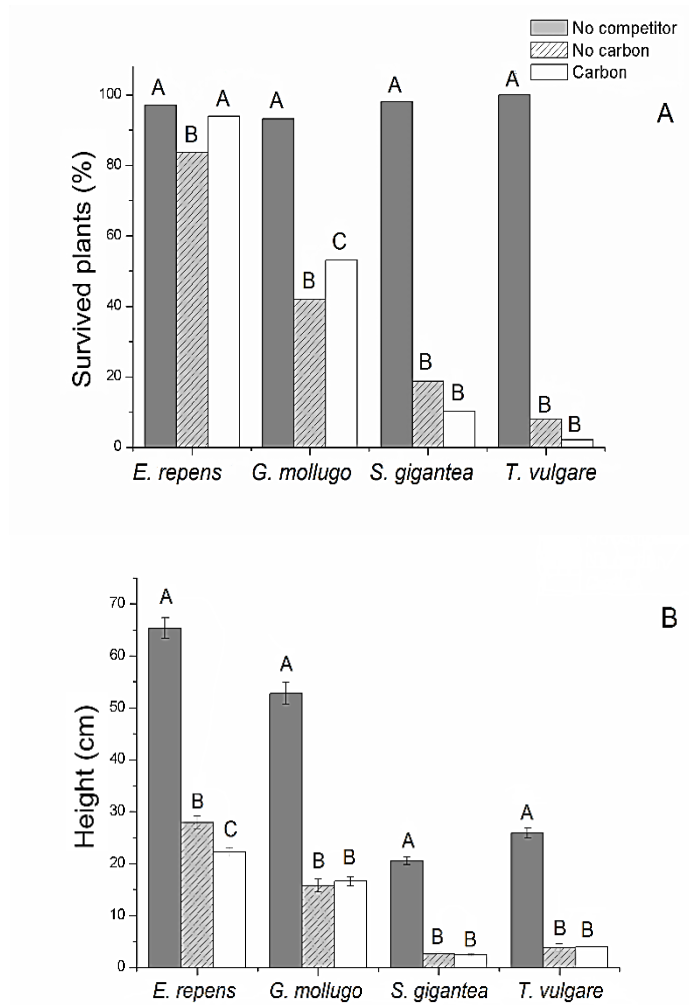 No competitor
No carbon
Carbon
A
Survived plants (%)
100
80
60
40
20
0
A B A A B C A B B A B B
E. repens G. mollugo S. gigantea T. vulgare
B
Height (cm)
70
60
50
40
30
20
10
0
A B C A B B A B B A B B
E. repens G. mollugo S. gigantea T. vulgare